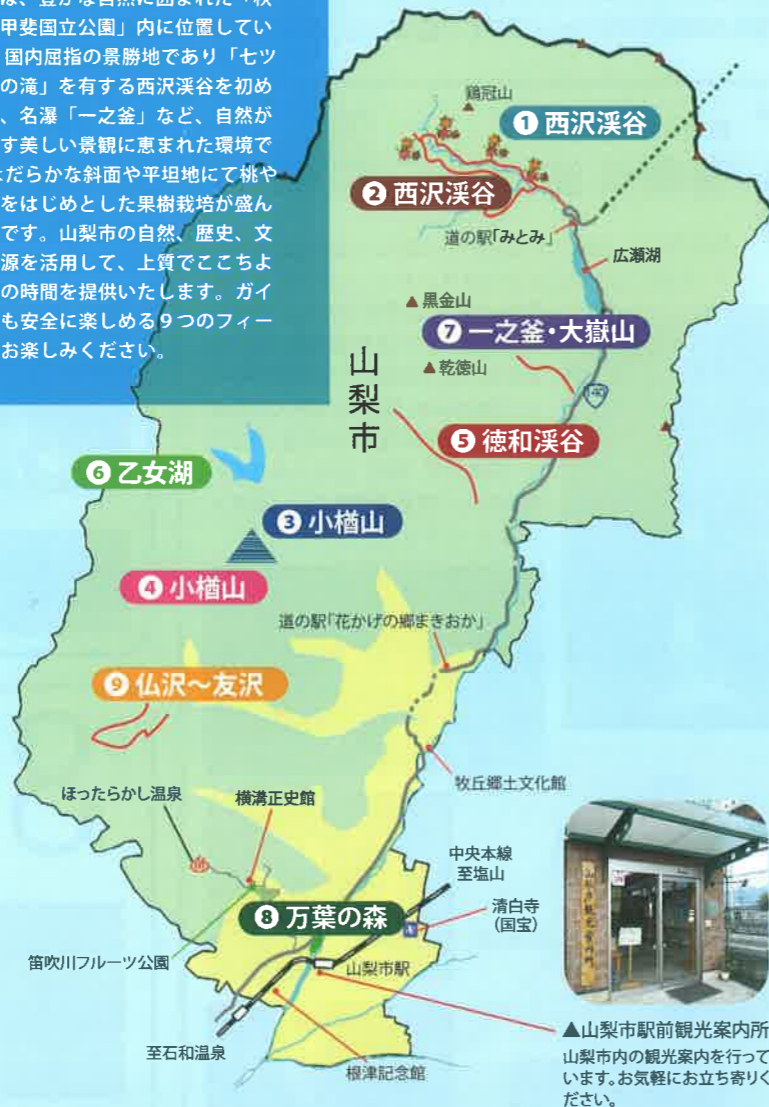 は、豊かな自然に囲まれた「秩
甲斐国立公園」内に位置してい
国内屈指の景勝地であり「七ツ
の滝」を有する西沢渓谷を初め
、名瀑「一之釜」など、自然が
す美しい景観に恵まれた環境で
だらかな斜面や平坦地にて桃や
をはじめとした果樹栽培が盛ん
です。山梨市の自然、歴史、文
源を活用して、上質でここちよ
の時間を提供いたします。ガイ
も安全に楽しめる9つのフィー
お楽しみください。
鶏冠山
❶ 西沢渓谷
❷ 西沢渓谷
道の駅「みとみ」
広瀬湖
▲黒金山
❼ 一之釜・大嶽山
▲乾徳山
140
山梨市
❺ 徳和渓谷
❻ 乙女湖
❸ 小楢山
❹ 小楢山
道の駅「花かげの郷まきおか」
❾ 仏沢〜友沢
牧丘郷土文化館
ほったらかし温泉
横溝正史館
中央本線
至塩山
❽ 万葉の森
清白寺
(国宝)
笛吹川フルーツ公園
山梨市駅
至石和温泉
根津記念館
山梨市観光案内所
▲山梨市駅前観光案内所
山梨市内の観光案内を行って
います。お気軽にお立ち寄りく
ださい。